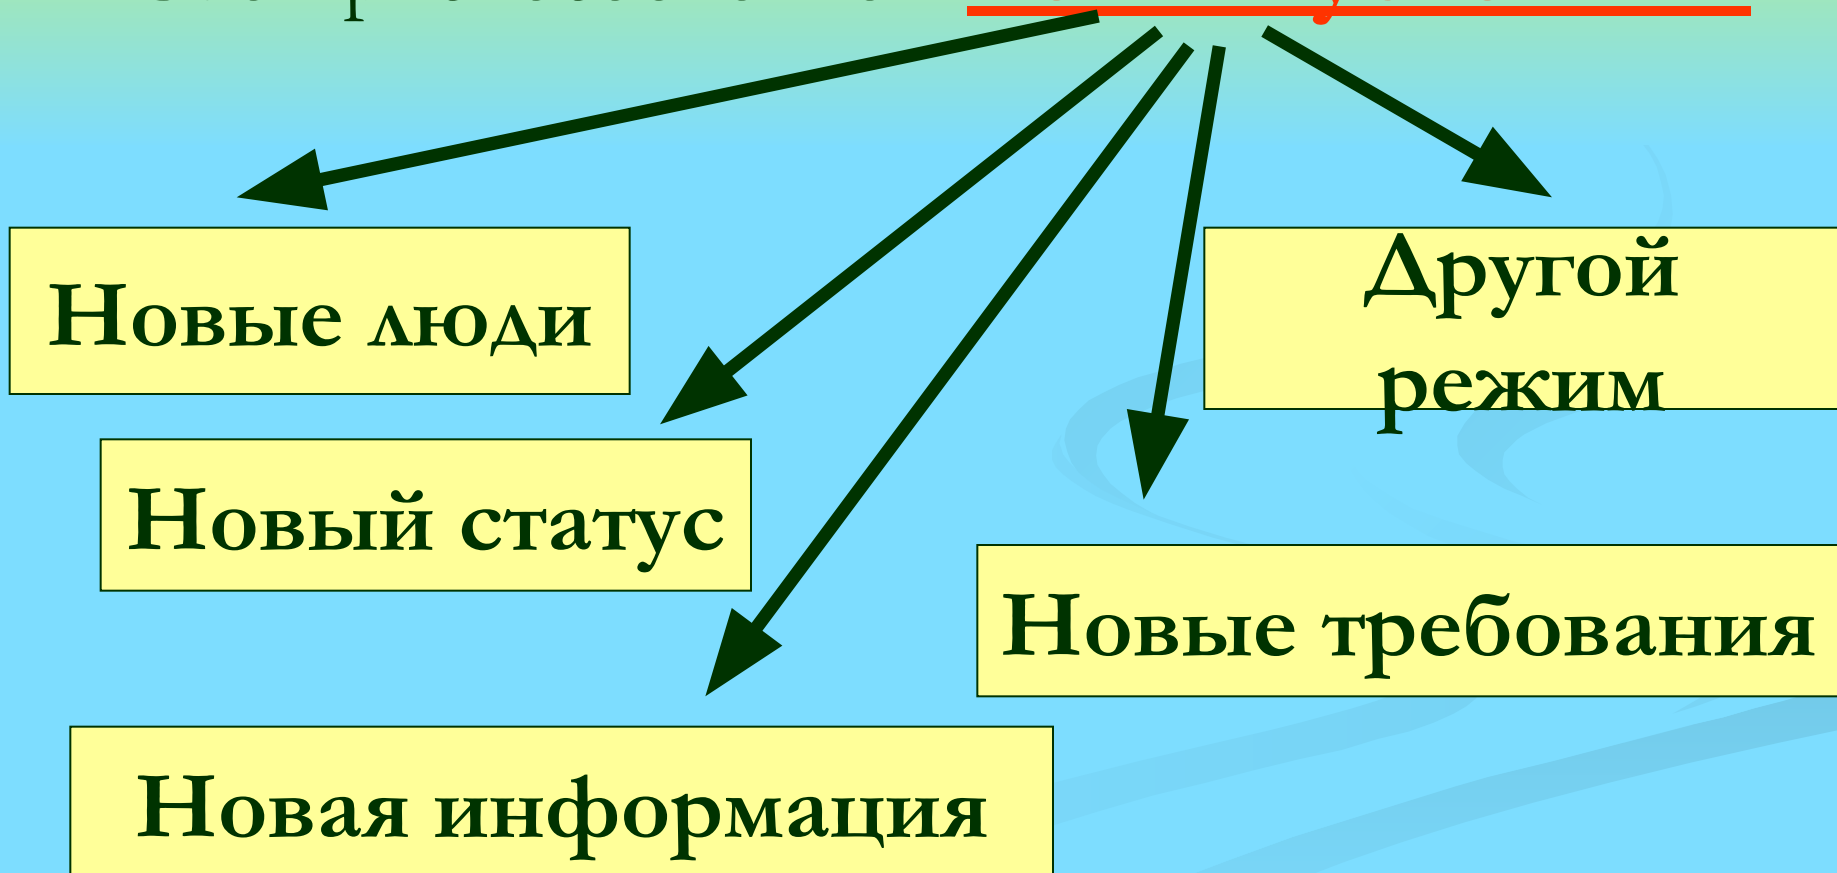 Новые люди
Другой
режим
Новый статус
Новые требования
Новая информация